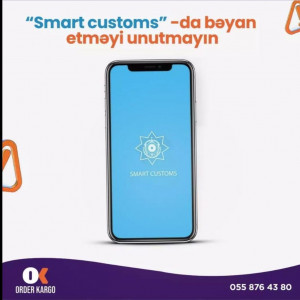 “Smart customs” -da bəyan
etməyi unutmayın
SMART CUSTOMS
OK
ORDER KARGO
055 876 43 80